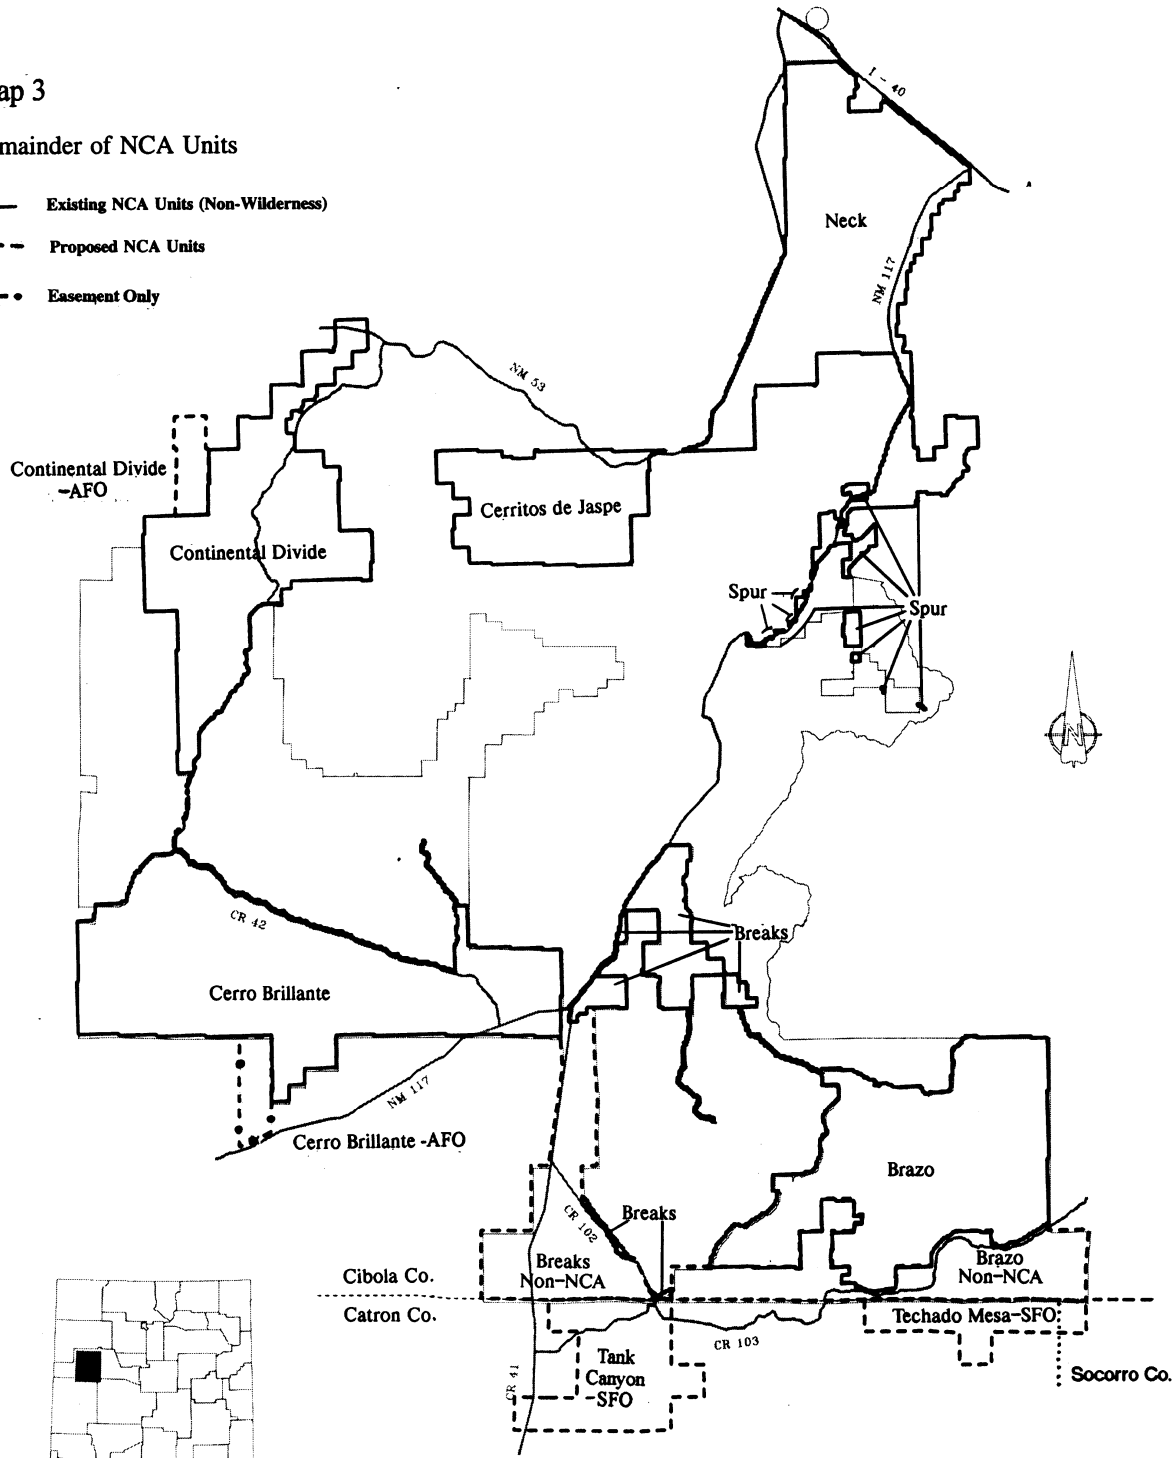 ap 3
mainder of NCA Units
Existing NCA Units (Non-Wilderness)
Proposed NCA Units
Easement Only
I - 40
Neck
NM 117
NM 53
Continental Divide
-AFO
Cerritos de Jaspe
Continental Divide
Spur
Spur
N
CR 42
Breaks
Cerro Brillante
NM 117
Cerro Brillante -AFO
Brazo
CR 102
Breaks
Breaks
Non-NCA
Brazo
Non-NCA
Cibola Co.
Catron Co.
Techado Mesa-SFO
CR 103
Tank
Canyon
-SFO
CR 41
Socorro Co.